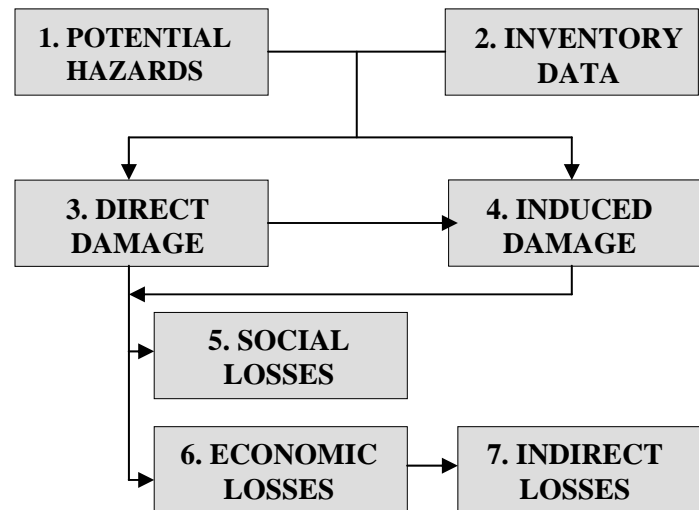 1. POTENTIAL
HAZARDS
2. INVENTORY
DATA
3. DIRECT
DAMAGE
4. INDUCED
DAMAGE
5. SOCIAL
LOSSES
6. ECONOMIC
LOSSES
7. INDIRECT
LOSSES